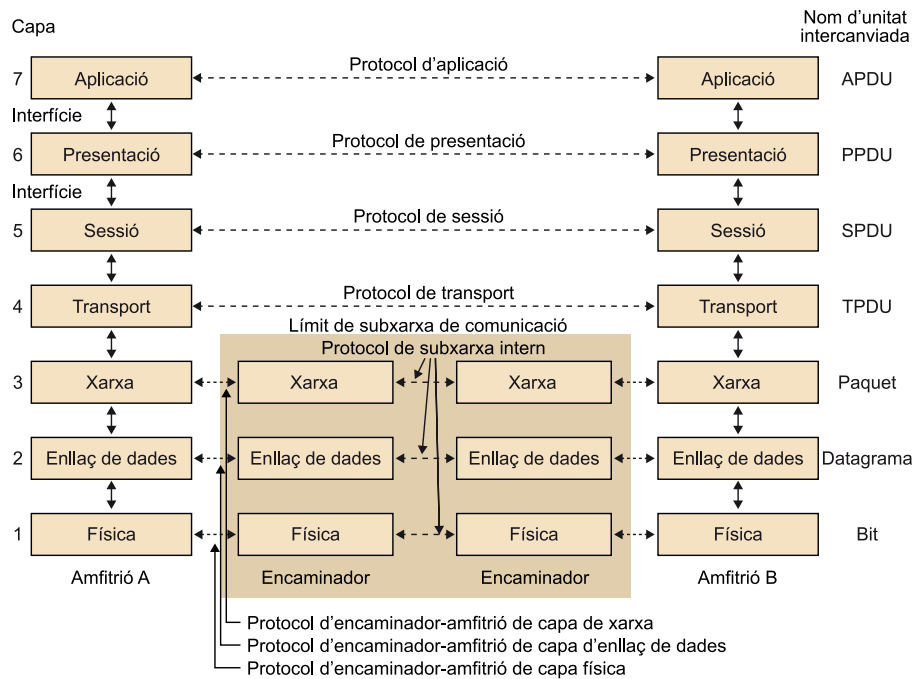 Capa
Nom d'unitat
intercanviada
7
Aplicació
Protocol d'aplicació
Aplicació
APDU
Interfície
6
Presentació
Protocol de presentació
Presentació
PPDU
Interfície
5
Sessió
Protocol de sessió
Sessió
SPDU
4
Transport
Protocol de transport
Transport
TPDU
Límit de subxarxa de comunicació
Protocol de subxarxa intern
3
Xarxa
Xarxa
Xarxa
Xarxa
Paquet
2
Enllaç de dades
Enllaç de dades
Enllaç de dades
Enllaç de dades
Datagrama
1
Física
Física
Física
Física
Bit
Amfitrió A
Encaminador
Encaminador
Amfitrió B
Protocol d'encaminador-amfitrió de capa de xarxa
Protocol d'encaminador-amfitrió de capa d'enllaç de dades
Protocol d'encaminador-amfitrió de capa física